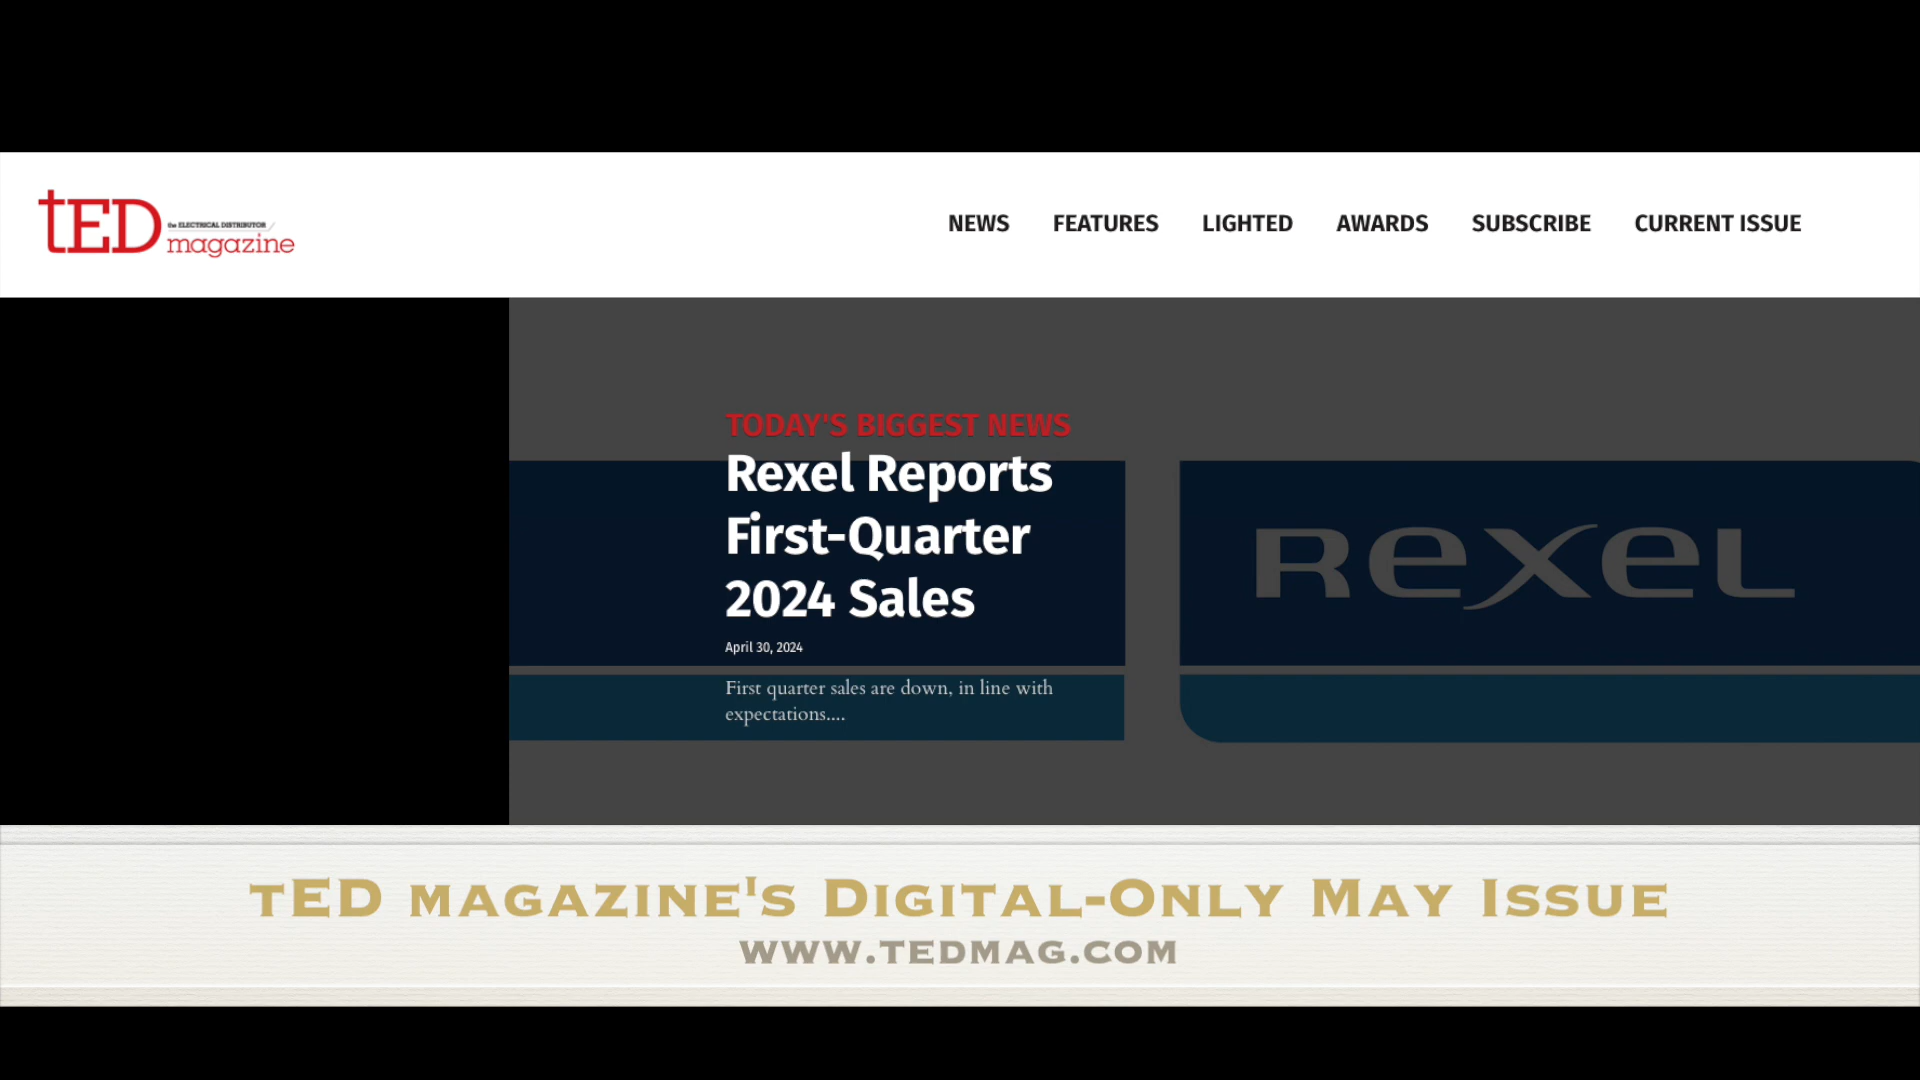 tED the ELECTRICAL DISTRIBUTOR
magazine
NEWS FEATURES LIGHTED AWARDS SUBSCRIBE CURRENT ISSUE
TODAY'S BIGGEST NEWS
Rexel Reports
First-Quarter
2024 Sales
April 30, 2024
First quarter sales are down, in line with
expectations....
Rexel
tED magazine's Digital-Only May Issue
www.tedmag.com